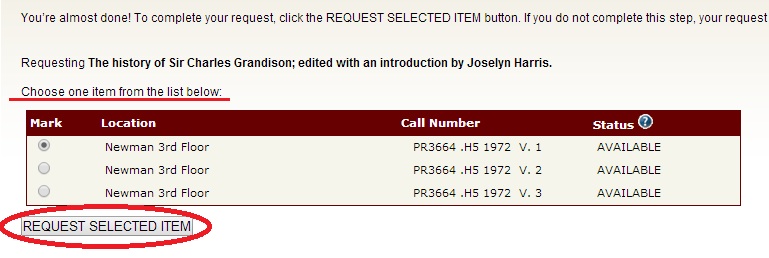 You're almost done! To complete your request, click the REQUEST SELECTED ITEM button. If you do not complete this step, your request
Requesting The history of Sir Charles Grandison; edited with an introduction by Joselyn Harris.
Choose one item from the list below:
Mark Location Call Number Status ?
Newman 3rd Floor PR3664 .H5 1972 V. 1 AVAILABLE
Newman 3rd Floor PR3664 .H5 1972 V. 2 AVAILABLE
Newman 3rd Floor PR3664 .H5 1972 V. 3 AVAILABLE
REQUEST SELECTED ITEM